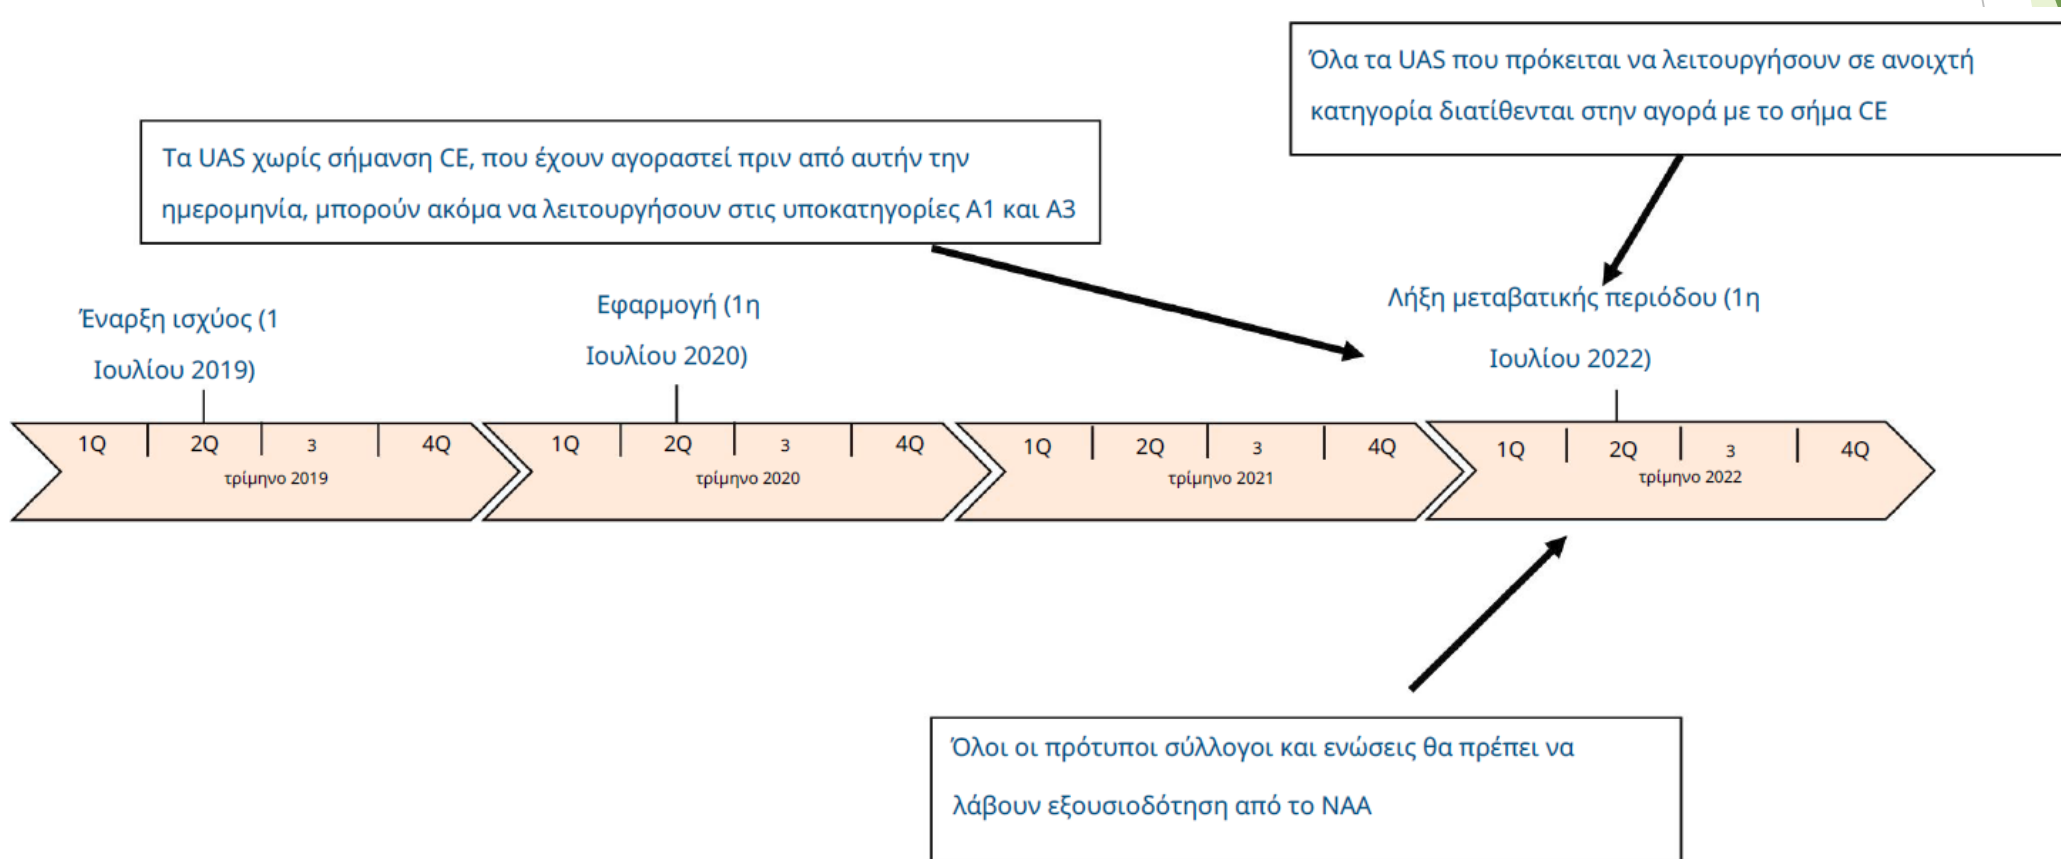 Όλα τα UAS που πρόκειται να λειτουργήσουν σε ανοιχτή
κατηγορία διατίθενται στην αγορά με το σήμα CE
Τα UAS χωρίς σήμανση CE, που έχουν αγοραστεί πριν από αυτήν την
ημερομηνία, μπορούν ακόμα να λειτουργήσουν στις υποκατηγορίες A1 και A3
Έναρξη ισχύος (1
Ιουλίου 2019)
Εφαρμογή (1η
Ιουλίου 2020)
Λήξη μεταβατικής περιόδου (1η
Ιουλίου 2022)
1Q 2Q 3 4Q
τρίμηνο 2019
1Q 2Q 3 4Q
τρίμηνο 2020
1Q 2Q 3 4Q
τρίμηνο 2021
1Q 2Q 3 4Q
τρίμηνο 2022
Όλοι οι πρότυποι σύλλογοι και ενώσεις θα πρέπει να
λάβουν εξουσιοδότηση από το NAA